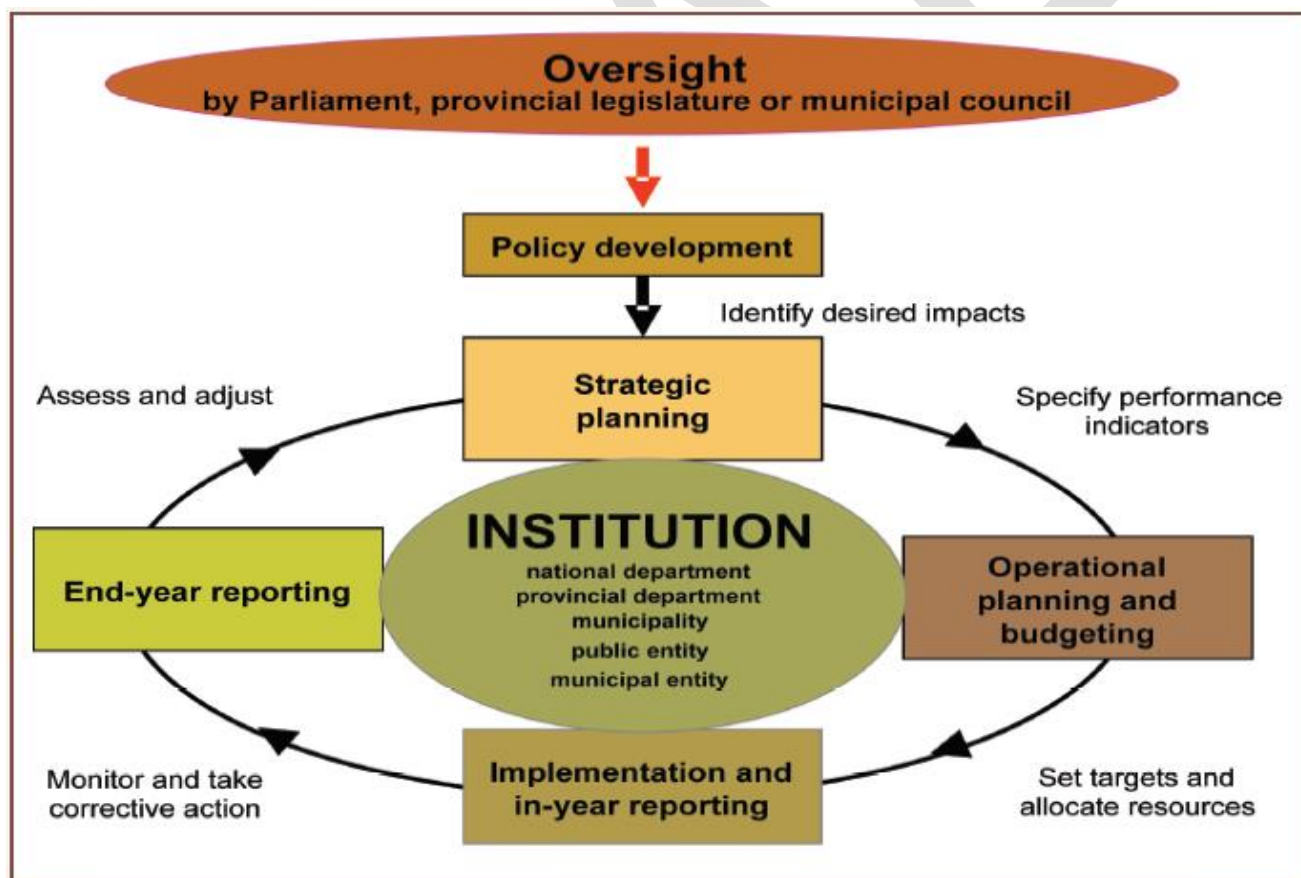 Oversight
by Parliament, provincial legislature or municipal council
Policy development
Identify desired impacts
Strategic
planning
Assess and adjust
Specify performance
indicators
INSTITUTION
national department
provincial department
municipality
public entity
municipal entity
End-year reporting
Operational
planning and
budgeting
Implementation and
in-year reporting
Monitor and take
corrective action
Set targets and
allocate resources